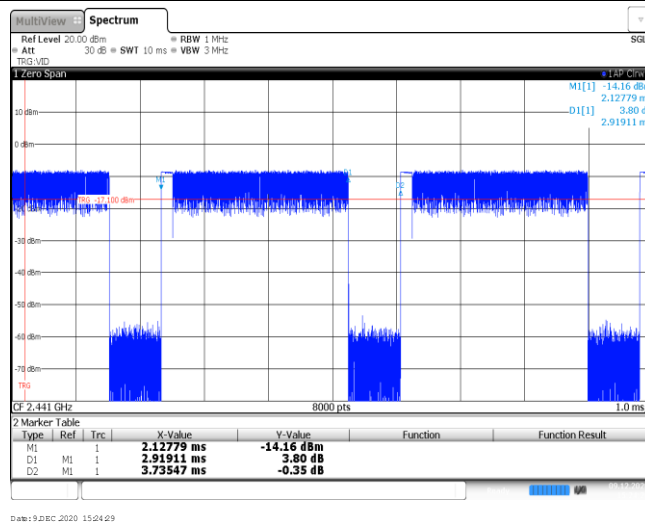 MultiView Spectrum
Ref Level 20.00 dBm RBW 1 MHz SGL
Att 30 dB SWT 10 ms VBW 3 MHz
TRG:VID
1 Zero Span 1AP Clrw
M1[1] -14.16 dBm
2.12779 m
10 dBm
D1[1] 3.80 d
2.91911 m
0 dBm
M1 D1
D2
TRG -17.100 dBm
-30 dBm
-40 dBm
-50 dBm
-60 dBm
-70 dBm
TRG
CF 2.441 GHz 8000 pts 1.0 ms
2 Marker Table
Type Ref Trc X-Value Y-Value Function Function Result
M1 1 2.12779 ms -14.16 dBm
D1 M1 1 2.91911 ms 3.80 dB
D2 M1 1 3.73547 ms -0.35 dB
Date: 9.DEC.2020 15:24:29